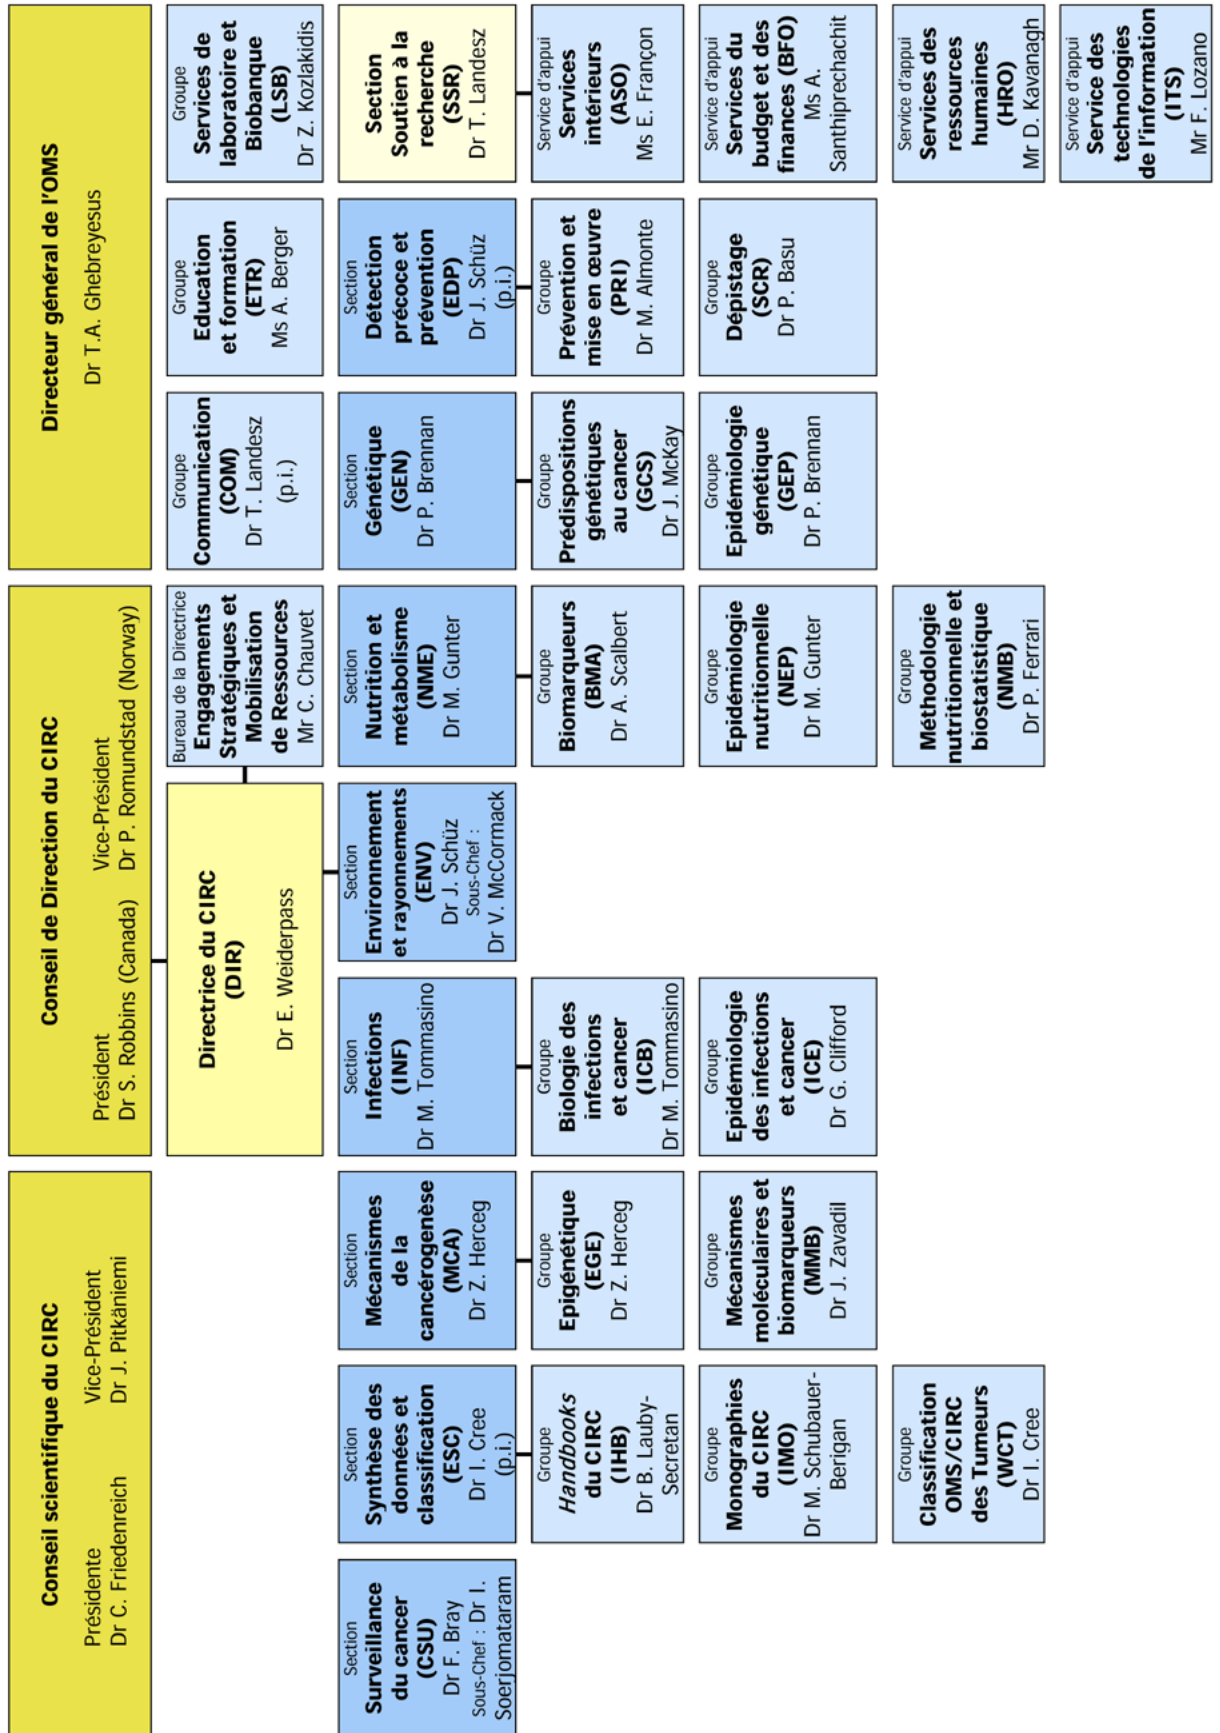 Conseil scientifique du CIRC
Présidente
Vice-Président
Dr C. Friedenreich
Dr J. Pitkäniemi
Conseil de Direction du CIRC
Président
Vice-Président
Dr S. Robbins (Canada)
Dr P. Romundstad (Norway)
Directeur général de l'OMS
Dr T.A. Ghebreyesus
Directrice du CIRC
(DIR)
Dr E. Weiderpass
Bureau de la Directrice
Engagements
Stratégiques et
Mobilisation
de Ressources
Mr C. Chauvet
Groupe
Communication
(COM)
Dr T. Landesz
(p.i.)
Groupe
Education
et formation
(ETR)
Ms A. Berger
Groupe
Services de
laboratoire et
Biobanque
(LSB)
Dr Z. Kozlakidis
Section
Surveillance
du cancer
(CSU)
Dr F. Bray
Sous-Chef : Dr I.
Soerjomataram
Section
Synthèse des
données et
classification
(ESC)
Dr I. Cree
(p.i.)
Section
Mécanismes
de la
cancérogenèse
(MCA)
Dr Z. Herceg
Section
Infections
(INF)
Dr M. Tommasino
Section
Environnement
et rayonnements
(ENV)
Dr J. Schüz
Sous-Chef :
Dr V. McCormack
Section
Nutrition et
métabolisme
(NME)
Dr M. Gunter
Section
Génétique
(GEN)
Dr P. Brennan
Section
Détection
précoce et
prévention
(EDP)
Dr J. Schüz
(p.i.)
Section
Soutien à la
recherche
(SSR)
Dr T. Landesz
Groupe
Handbooks
du CIRC
(IHB)
Dr B. Lauby-
Secretan
Groupe
Epigénétique
(EGE)
Dr Z. Herceg
Groupe
Biologie des
infections
et cancer
(ICB)
Dr M. Tommasino
Groupe
Biomarqueurs
(BMA)
Dr A. Scalbert
Groupe
Prédispositions
génétiques
au cancer
(GCS)
Dr J. McKay
Groupe
Prévention et
mise en œuvre
(PRI)
Dr M. Almonte
Service d'appui
Services
intérieurs
(ASO)
Ms E. Françon
Groupe
Monographies
du CIRC
(IMO)
Dr M. Schubauer-
Berigan
Groupe
Mécanismes
moléculaires et
biomarqueurs
(MMB)
Dr J. Zavadil
Groupe
Epidémiologie
des infections
et cancer
(ICE)
Dr G. Clifford
Groupe
Epidémiologie
nutritionnelle
(NEP)
Dr M. Gunter
Groupe
Epidémiologie
génétique
(GEP)
Dr P. Brennan
Groupe
Dépistage
(SCR)
Dr P. Basu
Service d'appui
Services du
budget et des
finances (BFO)
Ms A.
Santhiprechachit
Groupe
Classification
OMS/CIRC
des Tumeurs
(WCT)
Dr I. Cree
Groupe
Méthodologie
nutritionnelle et
biostatistique
(NMB)
Dr P. Ferrari
Service d'appui
Services des
ressources
humaines
(HRO)
Mr D. Kavanagh
Service d'appui
Service des
technologies
de l'information
(ITS)
Mr F. Lozano